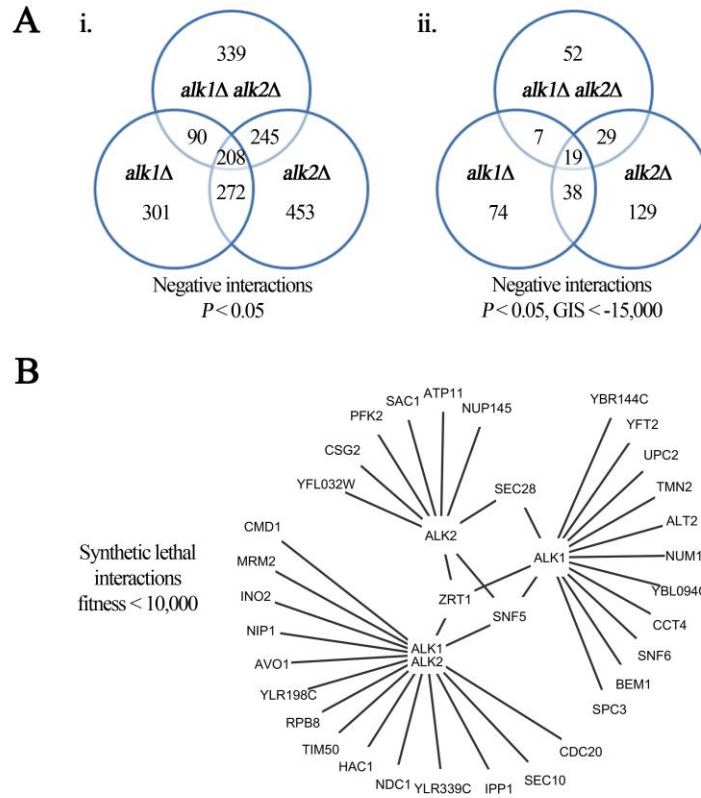 A
i.
339
alk1Δ alk2Δ
90
245
208
alk1Δ
alk2Δ
272
301
453
Negative interactions
P < 0.05
ii.
52
alk1Δ alk2Δ
7
29
19
alk1Δ
alk2Δ
38
74
129
Negative interactions
P < 0.05, GIS < -15,000
B
Synthetic lethal
interactions
fitness < 10,000
ATP11
SAC1
NUP145
PFK2
CSG2
YFL032W
SEC28
ALK2
YBR144C
YFT2
UPC2
TMN2
ALT2
NUM1
ALK1
YBL094C
CCT4
SNF6
BEM1
SPC3
ZRT1
SNF5
CMD1
MRM2
INO2
NIP1
AVO1
YLR198C
RPB8
TIM50
HAC1
NDC1
YLR339C
IPP1
SEC10
CDC20
ALK1
ALK2